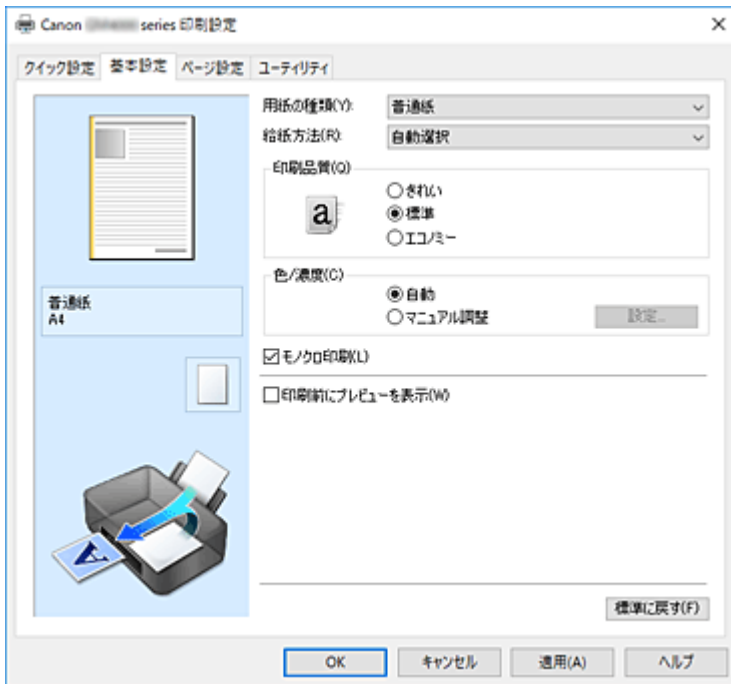 Canon series 印刷設定
クイック設定 基本設定 ページ設定 ユーティリティ
用紙の種類(Y): 普通紙
給紙方法(R): 自動選択
印刷品質(Q)
きれい
標準
エコノミー
色/濃度(C)
自動
マニュアル調整 設定...
普通紙
A4
モノクロ印刷(L)
印刷前にプレビューを表示(W)
標準に戻す(F)
OK キャンセル 適用(A) ヘルプ